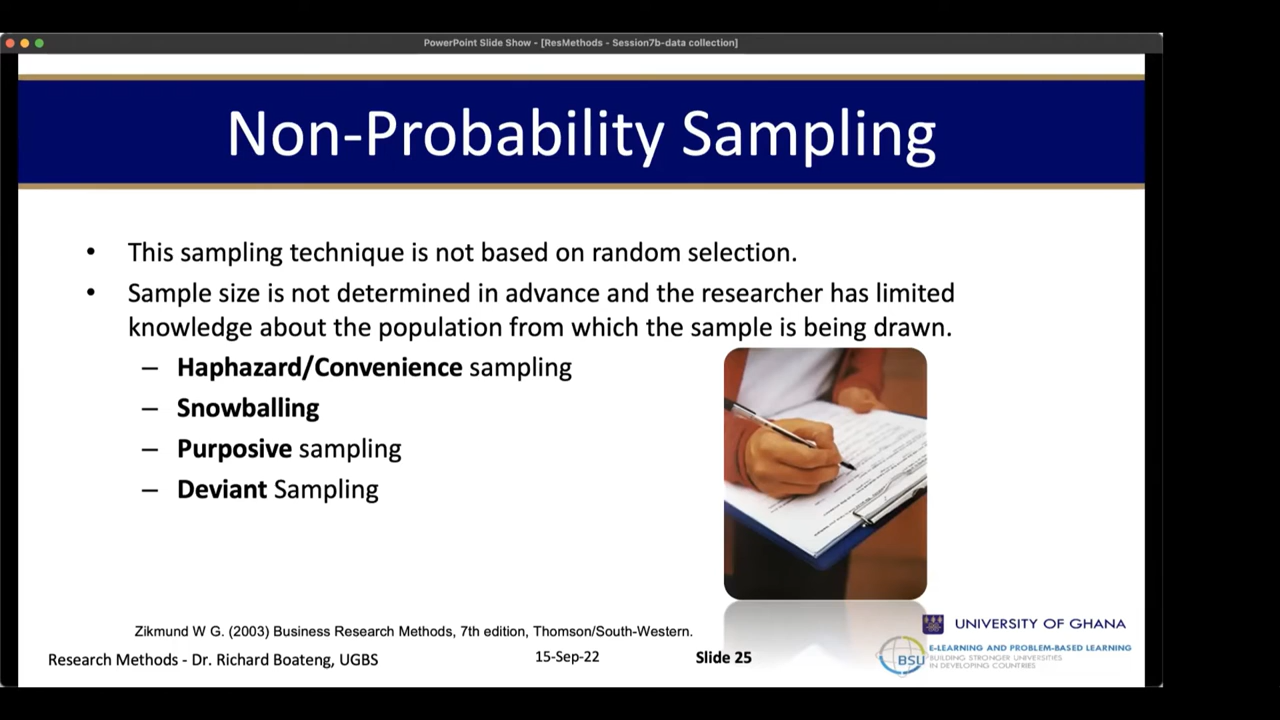 PowerPoint Slide Show - [ResMethods - Session7b-data collection]
Non-Probability Sampling
• This sampling technique is not based on random selection.
• Sample size is not determined in advance and the researcher has limited
knowledge about the population from which the sample is being drawn.
– Haphazard/Convenience sampling
– Snowballing
– Purposive sampling
– Deviant Sampling
Zikmund W G. (2003) Business Research Methods, 7th edition, Thomson/South-Western.
Research Methods - Dr. Richard Boateng, UGBS
15-Sep-22
Slide 25
UNIVERSITY OF GHANA
BSU
E-LEARNING AND PROBLEM-BASED LEARNING
BUILDING STRONGER UNIVERSITIES
IN DEVELOPING COUNTRIES